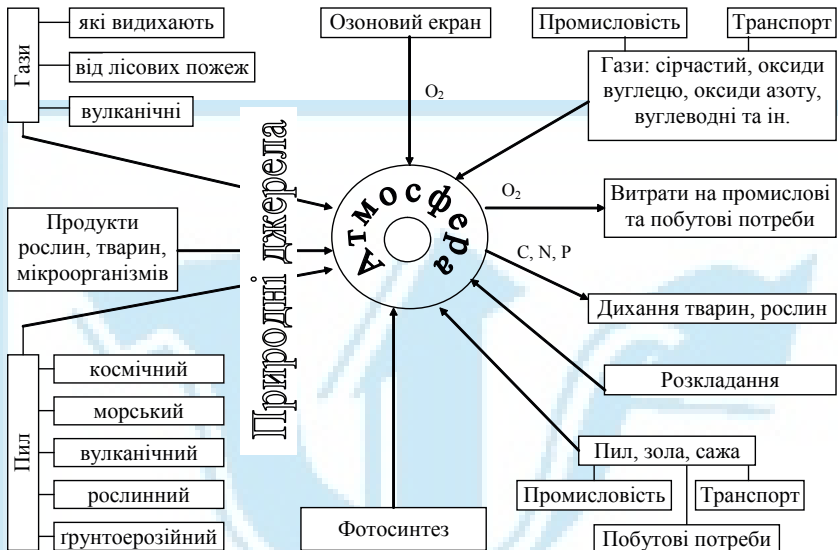 Гази
які видихають
від лісових пожеж
вулканічні
Озоновий екран
O₂
Промисловість
Транспорт
Гази: сірчастий, оксиди
вуглецю, оксиди азоту,
вуглеводні та ін.
Природні джерела
Атмосфера
O₂
Витрати на промислові
та побутові потреби
Продукти
рослин, тварин,
мікроорганізмів
C, N, P
Дихання тварин, рослин
Розкладання
Пил
космічний
морський
вулканічний
рослинний
ґрунтоерозійний
Фотосинтез
Пил, зола, сажа
Промисловість
Транспорт
Побутові потреби